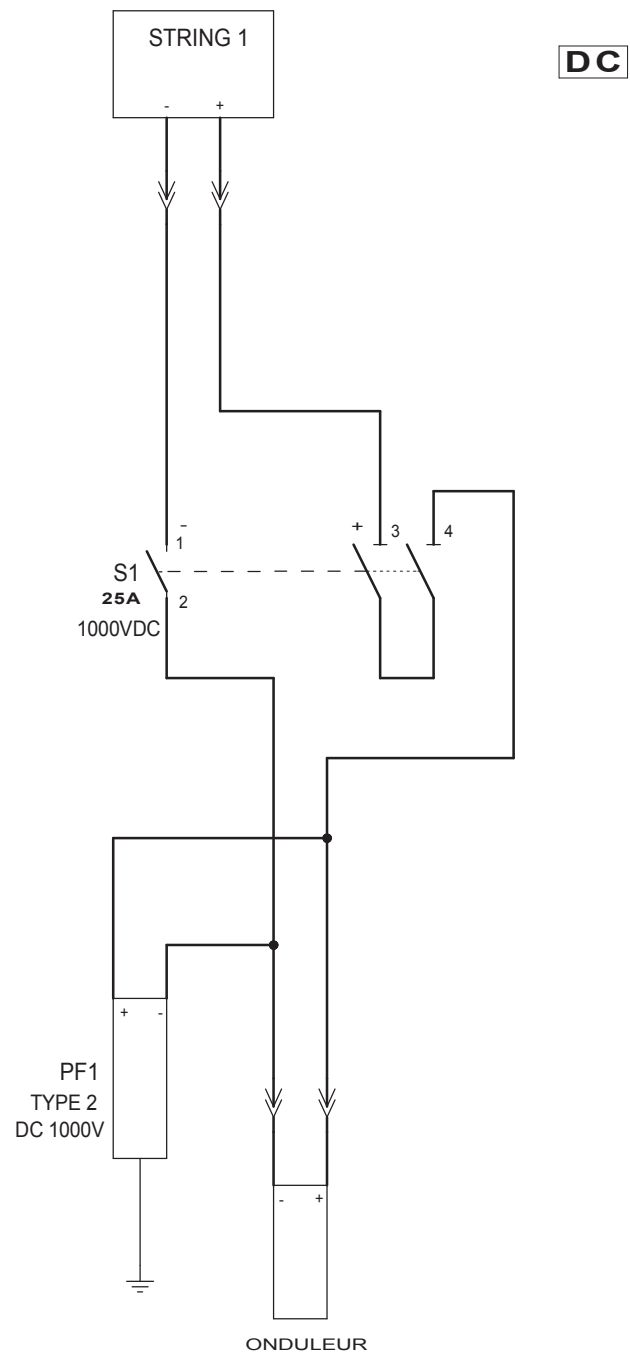 STRING 1
DC
- +
- + 3 4
1
S1
25A 2
1000VDC
+ -
PF1
TYPE 2
DC 1000V
- +
ONDULEUR